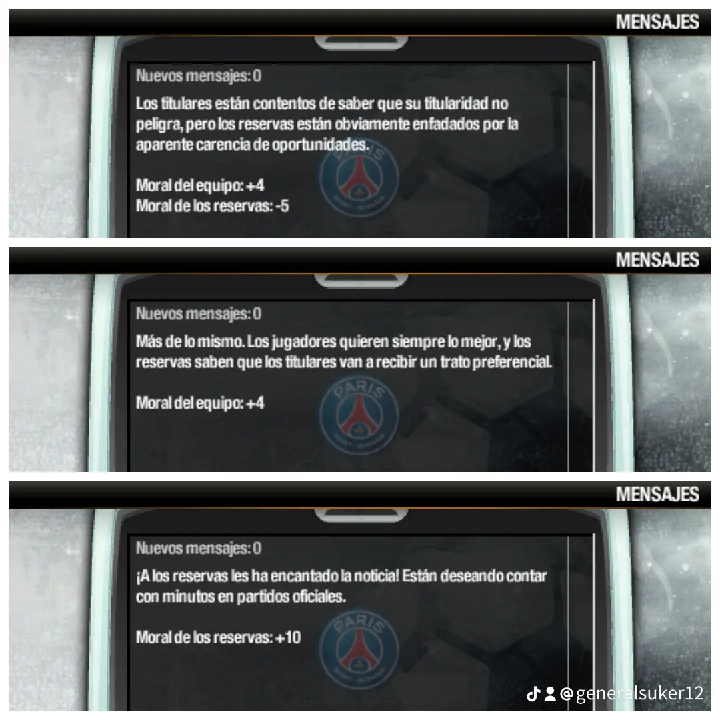 MENSAJES
Nuevos mensajes: 0
Los titulares están contentos de saber que su titularidad no
peligra, pero los reservas están obviamente enfadados por la
aparente carencia de oportunidades.
Moral del equipo: +4
Moral de los reservas: -5
PARIS
MENSAJES
Nuevos mensajes: 0
Más de lo mismo. Los jugadores quieren siempre lo mejor, y los
reservas saben que los titulares van a recibir un trato preferencial.
Moral del equipo: +4
PARIS
MENSAJES
Nuevos mensajes: 0
¡A los reservas les ha encantado la noticia! Están deseando contar
con minutos en partidos oficiales.
Moral de los reservas: +10
PARIS
@generalsuker12